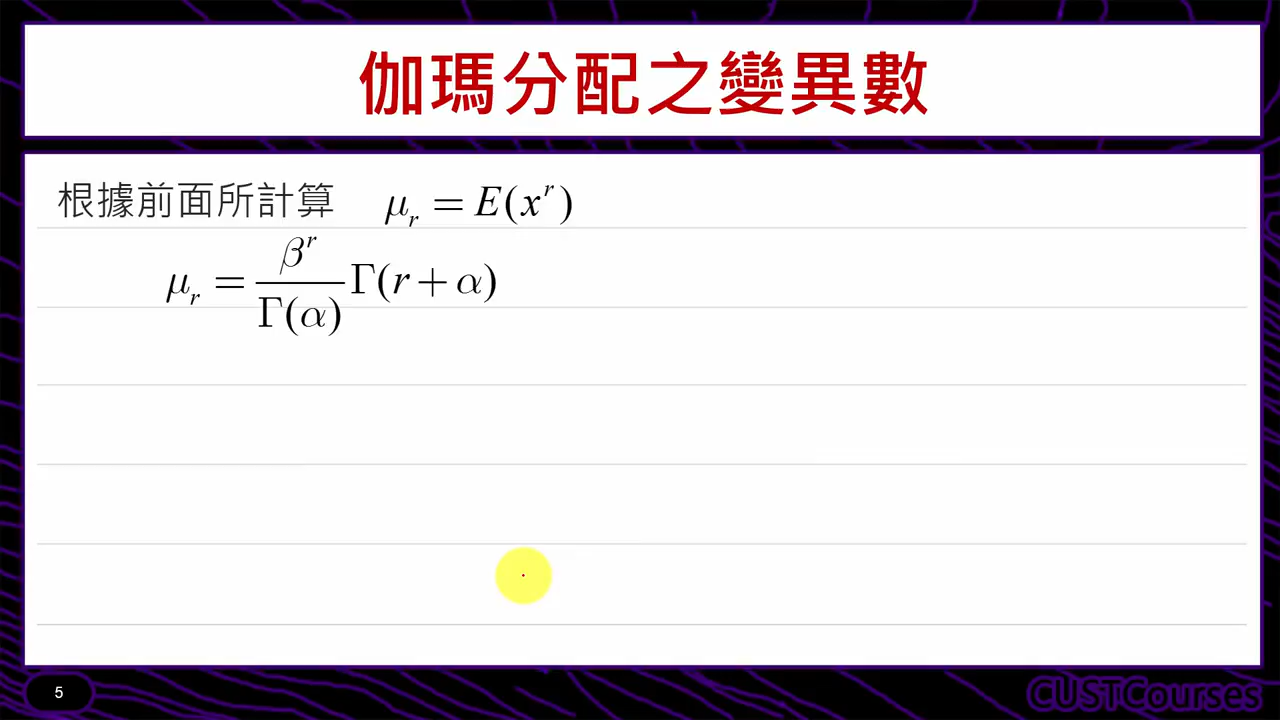 伽瑪分配之變異數
根據前面所計算 μ_r = E(x^r)
μ_r = \frac{β^r}{Γ(α)} Γ(r + α)
5
CUSTCourses